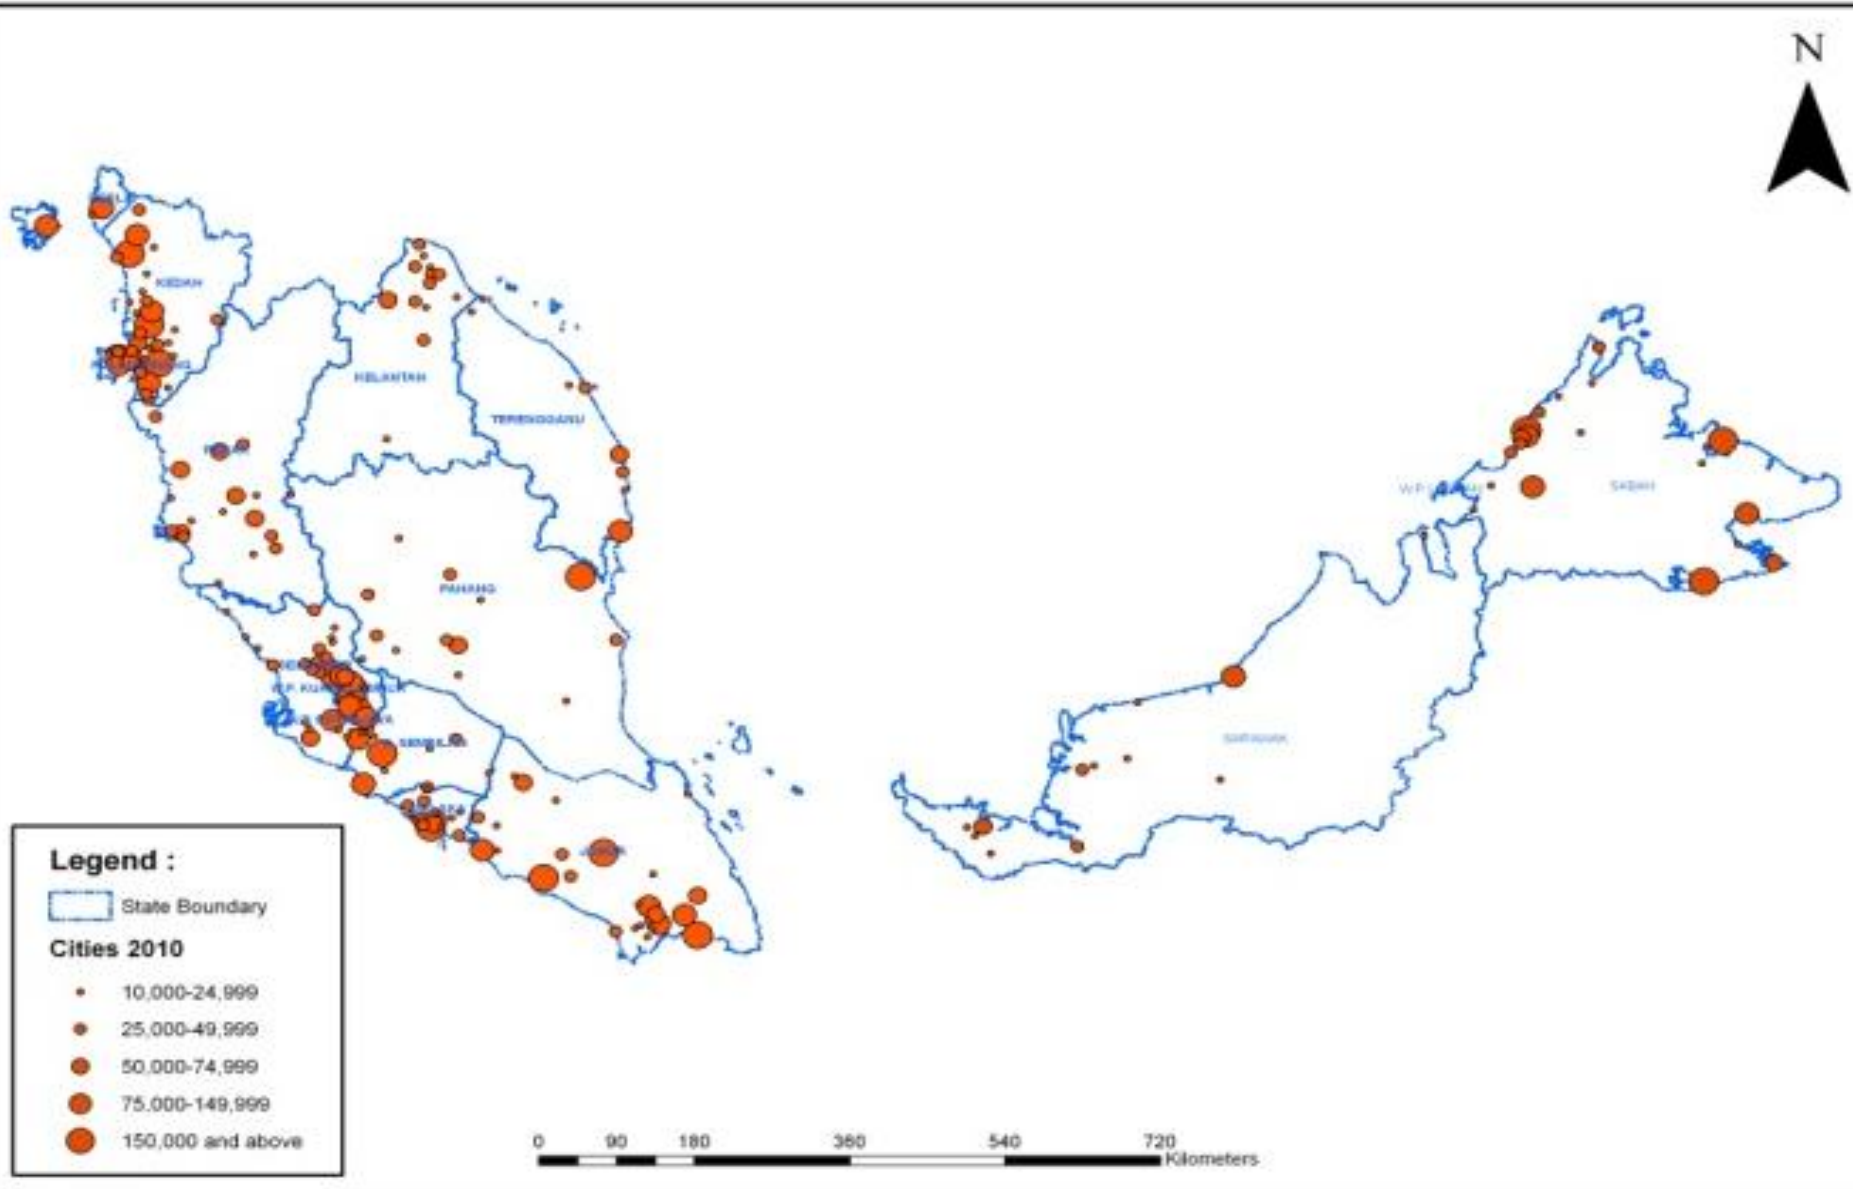 N
KEDAH
KELANTAN
TERENGGANU
PAHANG
SABAH
SARAWAK
Legend :
State Boundary
Cities 2010
10,000-24,999
25,000-49,999
50,000-74,999
75.000-149,999
150,000 and above
0 90 180 360 540 720
Kilometers